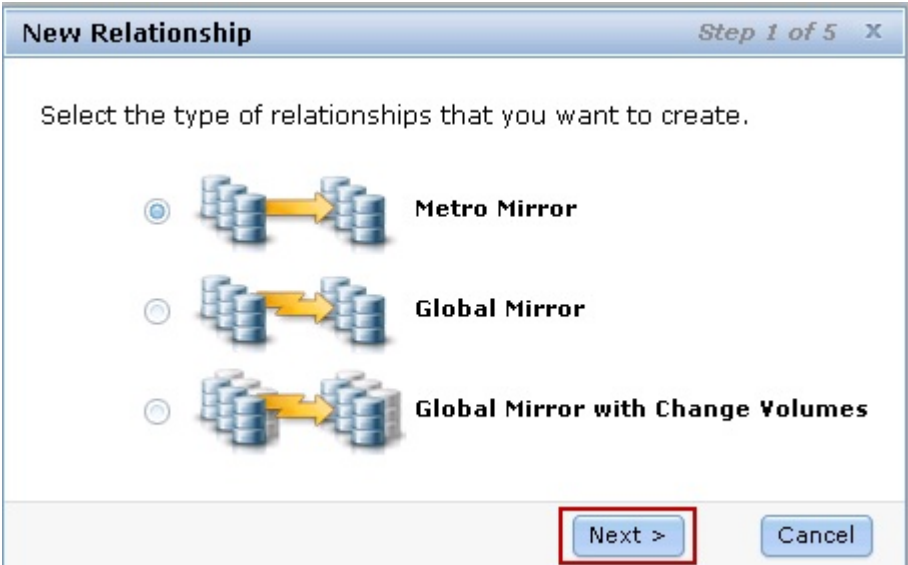 New Relationship Step 1 of 5 X
Select the type of relationships that you want to create.
Metro Mirror
Global Mirror
Global Mirror with Change Volumes
Next > Cancel